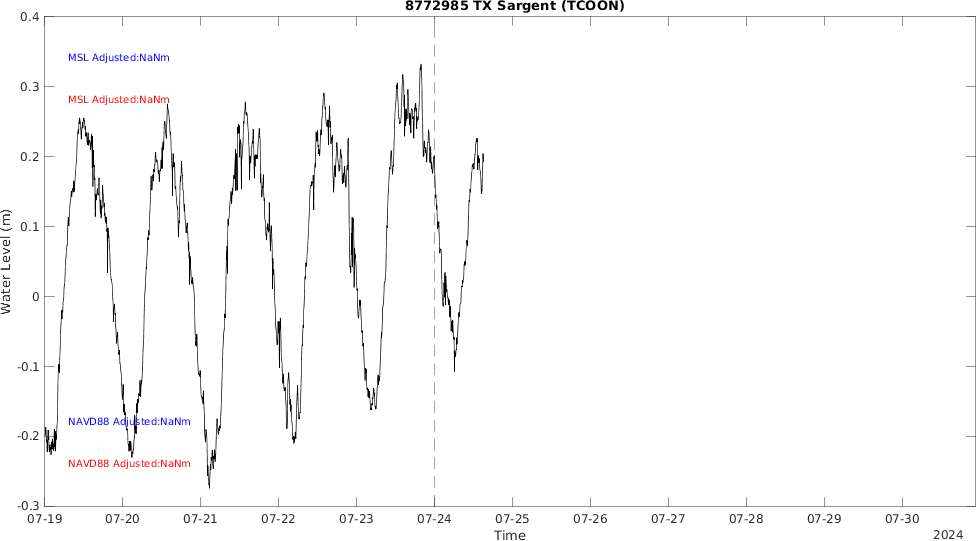 8772985 TX Sargent (TCOON)
0.4
MSL Adjusted:NaNm
0.3
MSL Adjusted:NaNm
0.2
0.1
Water Level (m)
0
-0.1
NAVD88 Adjusted:NaNm
-0.2
NAVD88 Adjusted:NaNm
-0.3
07-19 07-20 07-21 07-22 07-23 07-24 07-25 07-26 07-27 07-28 07-29 07-30
Time
2024